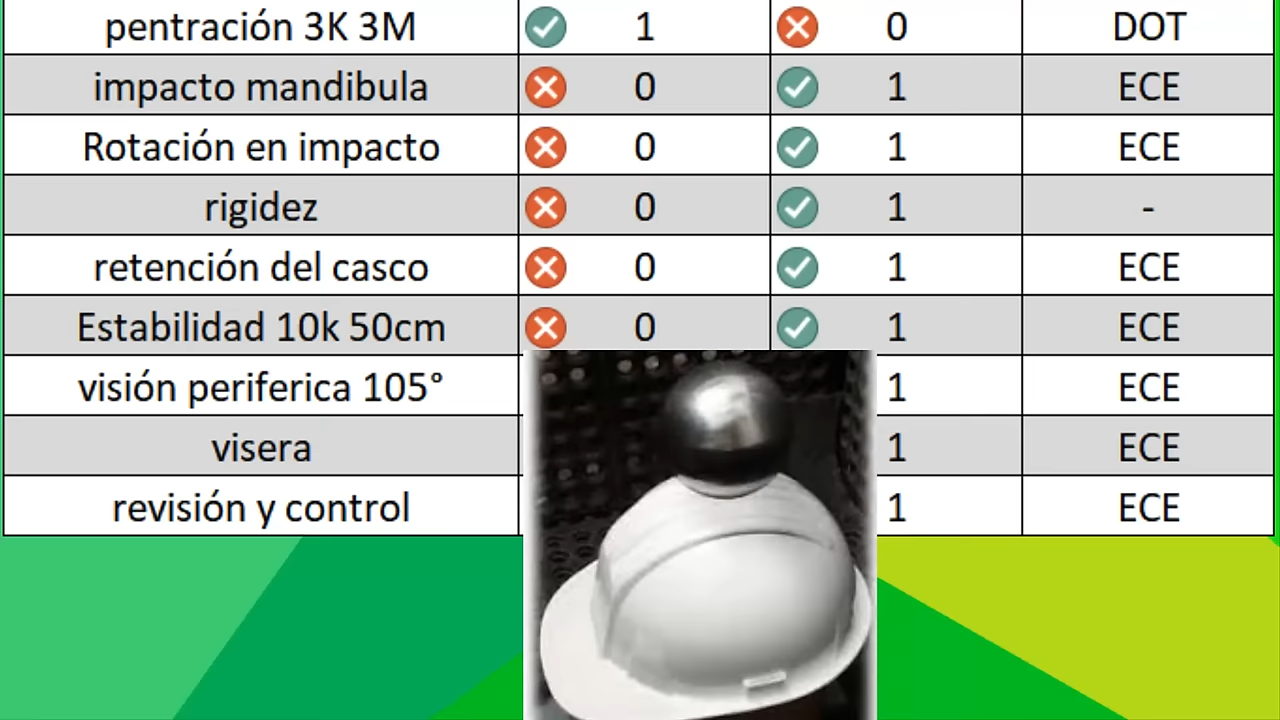 pentración 3K 3M 1 0 DOT
impacto mandibula 0 1 ECE
Rotación en impacto 0 1 ECE
rigidez 0 1 -
retención del casco 0 1 ECE
Estabilidad 10k 50cm 0 1 ECE
visión periferica 105° 1 ECE
visera 1 ECE
revisión y control 1 ECE